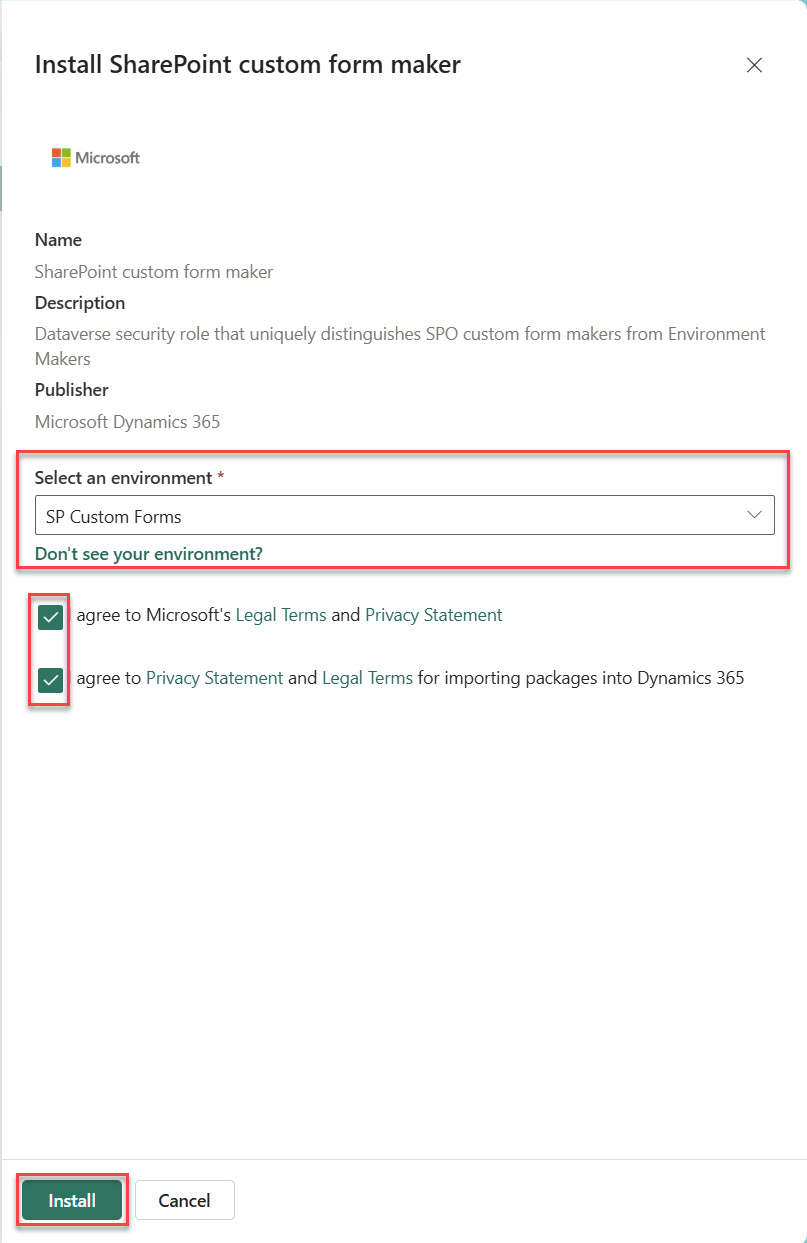 Install SharePoint custom form maker
Microsoft
Name
SharePoint custom form maker
Description
Dataverse security role that uniquely distinguishes SPO custom form makers from Environment
Makers
Publisher
Microsoft Dynamics 365
Select an environment *
SP Custom Forms
Don't see your environment?
agree to Microsoft's Legal Terms and Privacy Statement
agree to Privacy Statement and Legal Terms for importing packages into Dynamics 365
Install Cancel